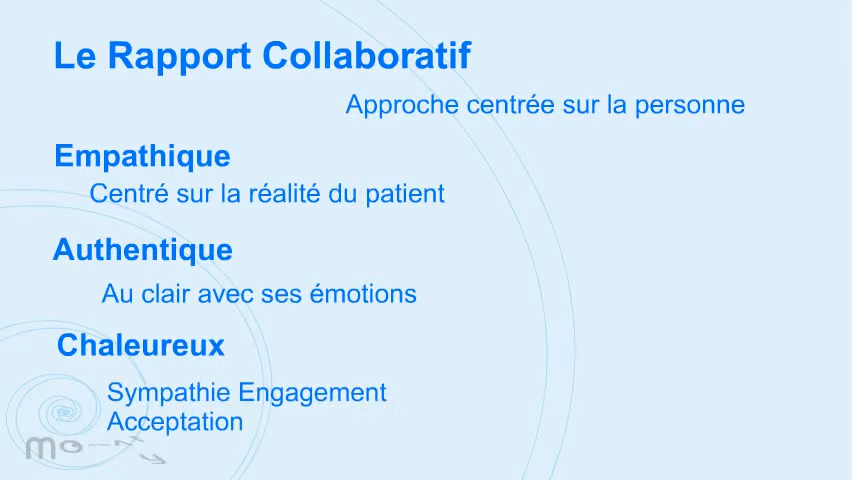 Le Rapport Collaboratif
Approche centrée sur la personne
Empathique
Centré sur la réalité du patient
Authentique
Au clair avec ses émotions
Chaleureux
Sympathie Engagement
Acceptation